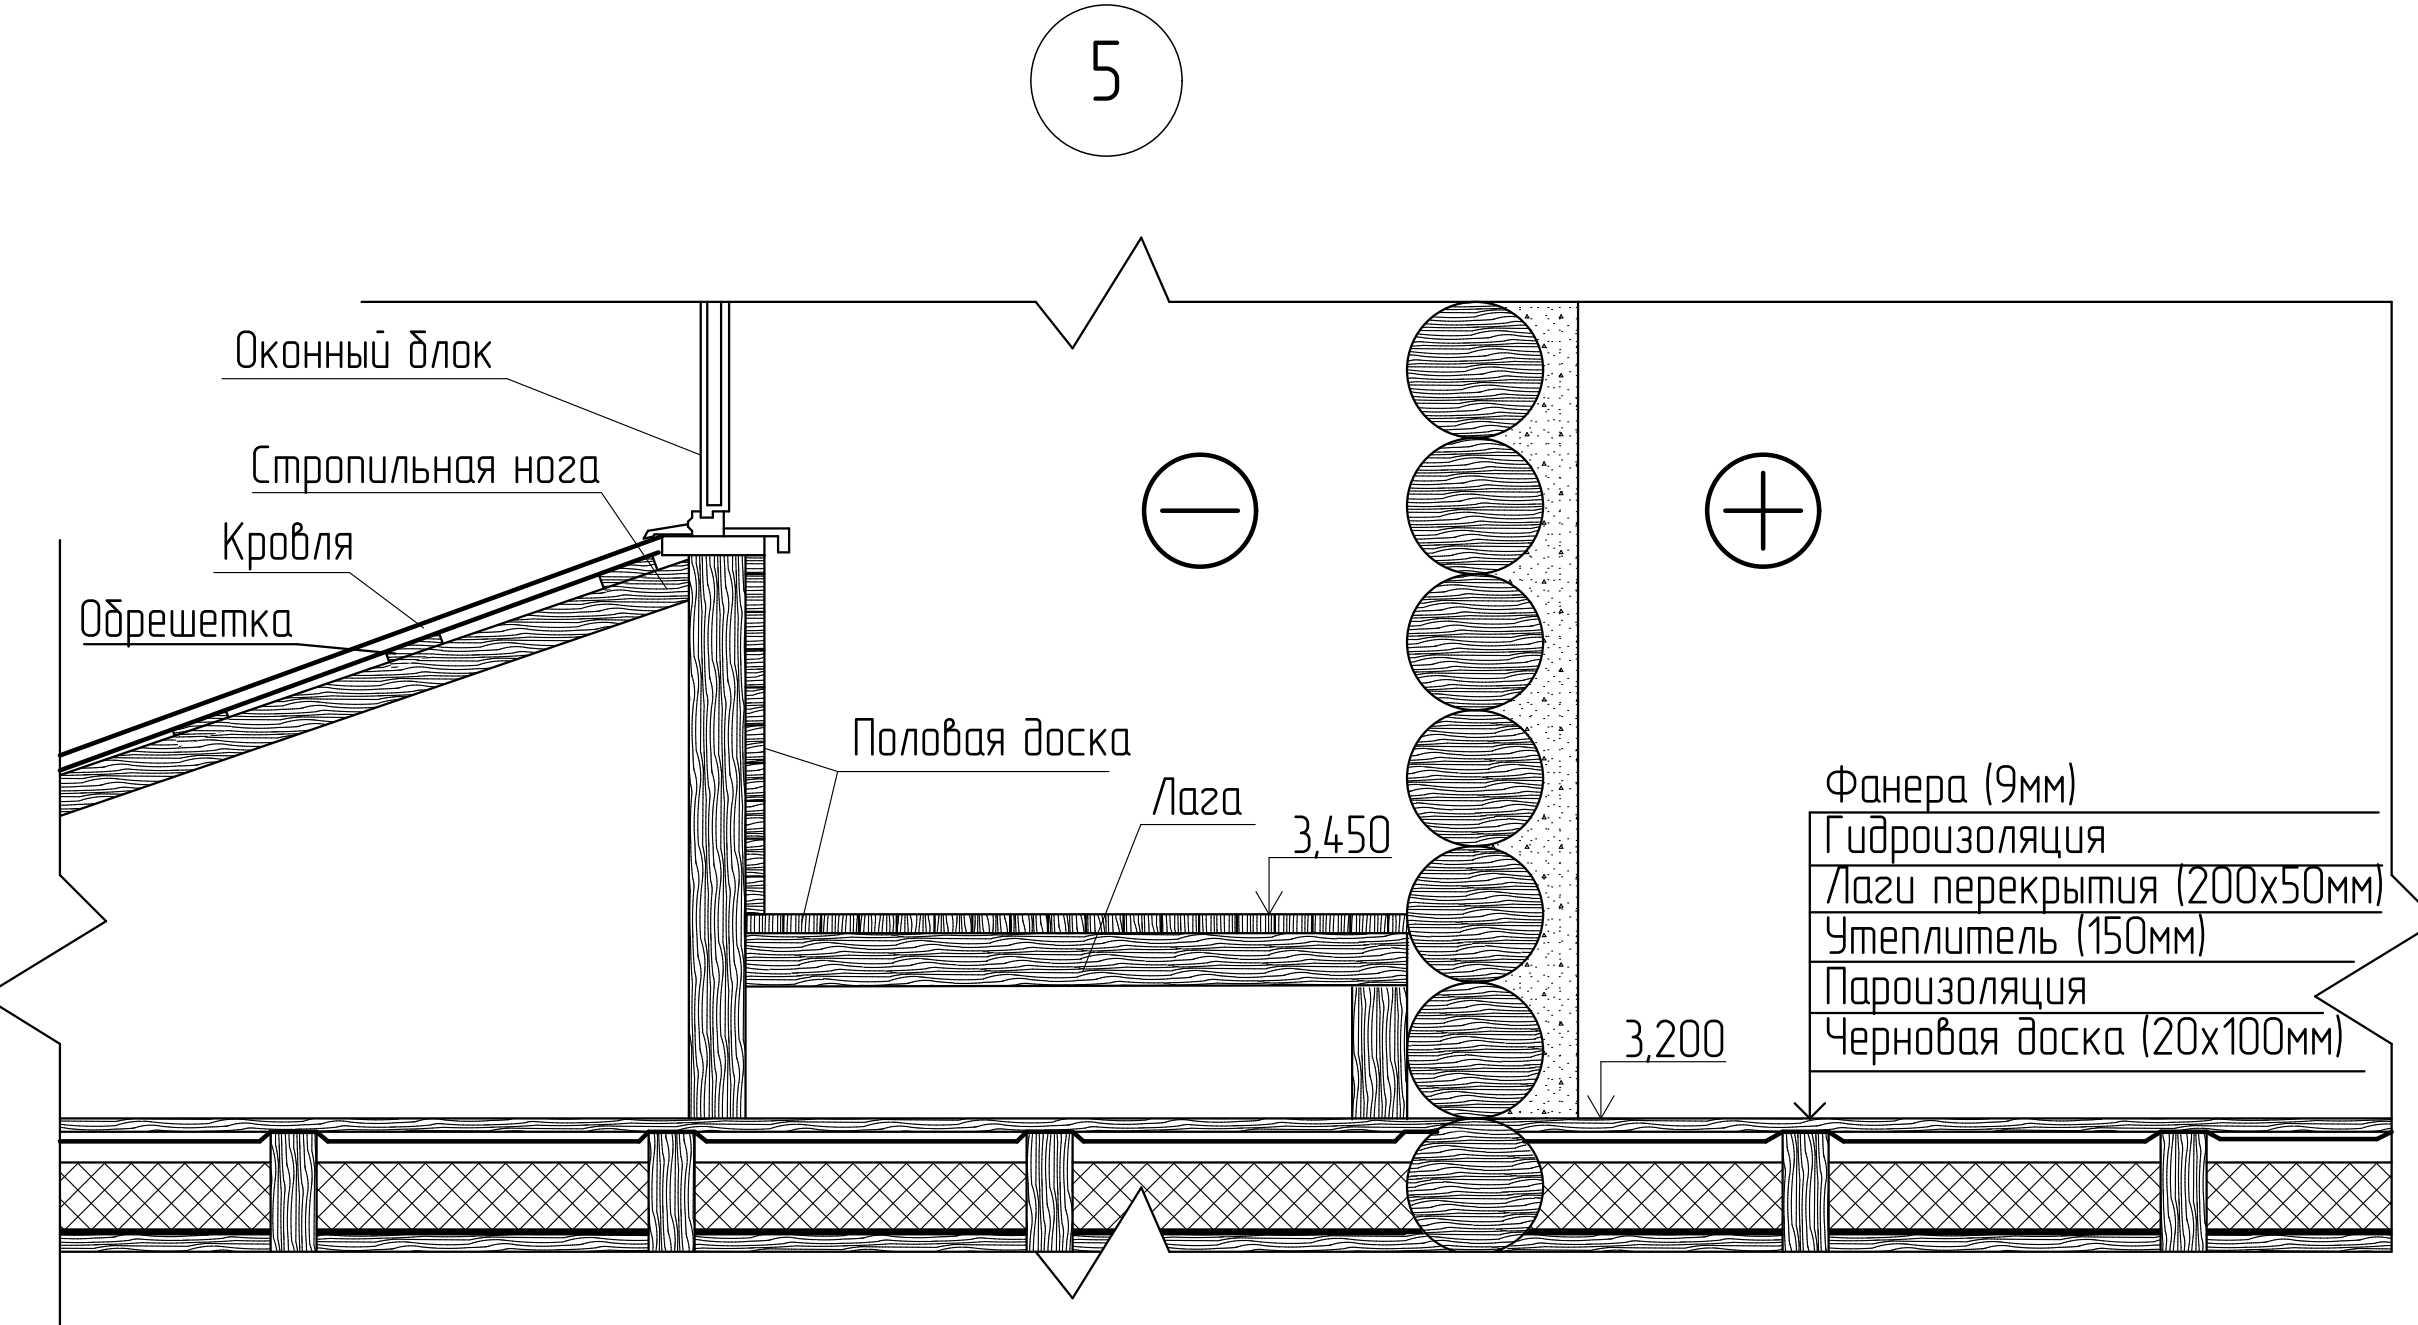 5
Оконный блок
Стропильная нога
Кровля
Обрешетка
Половая доска
Лага
3,450
3,200
Фанера (9мм)
Гидроизоляция
Лаги перекрытия (200х50мм)
Утеплитель (150мм)
Пароизоляция
Черновая доска (20х100мм)